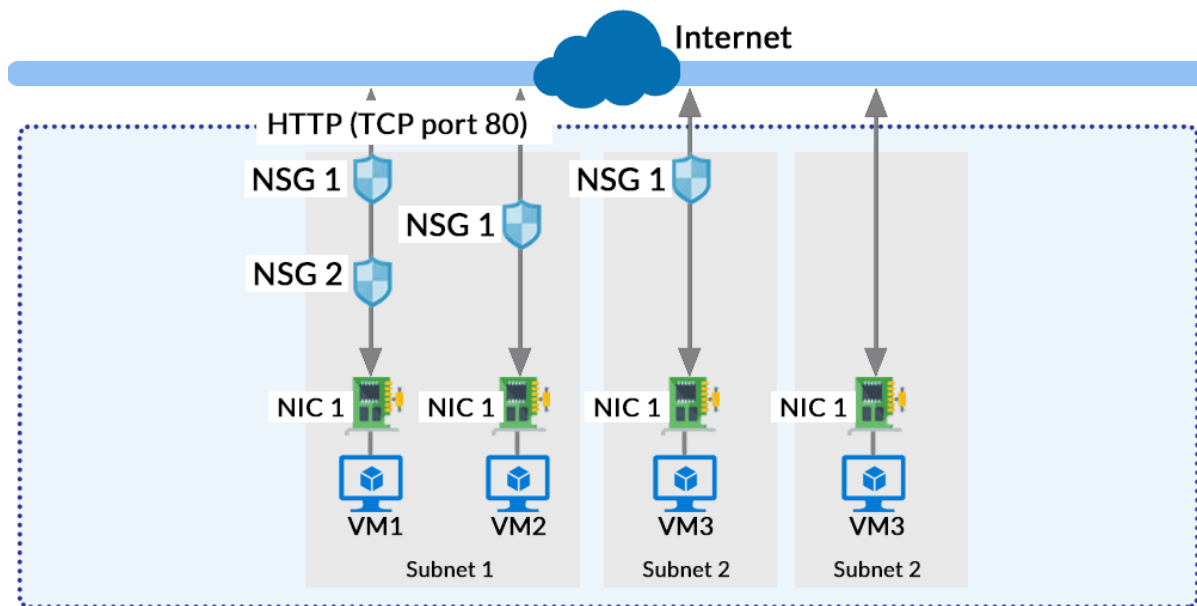 Internet
HTTP (TCP port 80)
NSG 1
NSG 1
NSG 1
NSG 2
NIC 1
NIC 1
NIC 1
NIC 1
VM1
VM2
VM3
VM3
Subnet 1
Subnet 2
Subnet 2